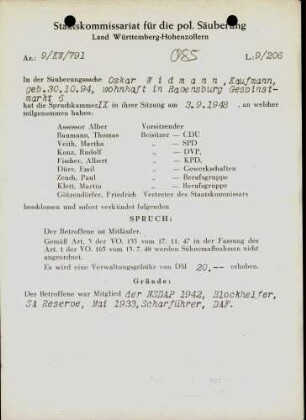 Staatskommissariat für die pol. Säuberung
Land Württemberg-Hohenzollern
Az.: 9/XW/791 085 L:9/206
In der Säuberungssache Oskar Widmann, Kaufmann,
geb.30.10.94, wohnhaft in Ravensburg Gespinst-
markt 6
hat die Spruchkammer IX in ihrer Sitzung am 3.9.1948 , an welcher
teilgenommen haben:
Assessor Alber Vorsitzender
Baumann, Thomas Beisitzer — CDU
Veith, Martha „ — SPD
Konz, Rudolf „ — DVP,
Fischer, Albert „ — KPD,
Dürr, Emil „ — Gewerkschaften
Zeuch, Paul „ — Berufsgruppe
Klett, Martin „ — Berufsgruppe
Götzendörfer, Friedrich Vertreter des Staatskommissars
beschlossen und sofort verkündet folgenden
SPRUCH:
Der Betroffene ist Mitläufer.
Gemäß Art. 3 der VO. 133 vom 17. 11. 47 in der Fassung des
Art. 1 der VO. 165 vom 13. 7. 48 werden Sühnemaßnahmen nicht
angeordnet.
Es wird eine Verwaltungsgebühr von DM 20,-- erhoben.
Gründe:
Der Betroffene war Mitglied der NSDAP 1942, Blockhelfer,
SA Reserve, Mai 1933,Scharführer, DAF.